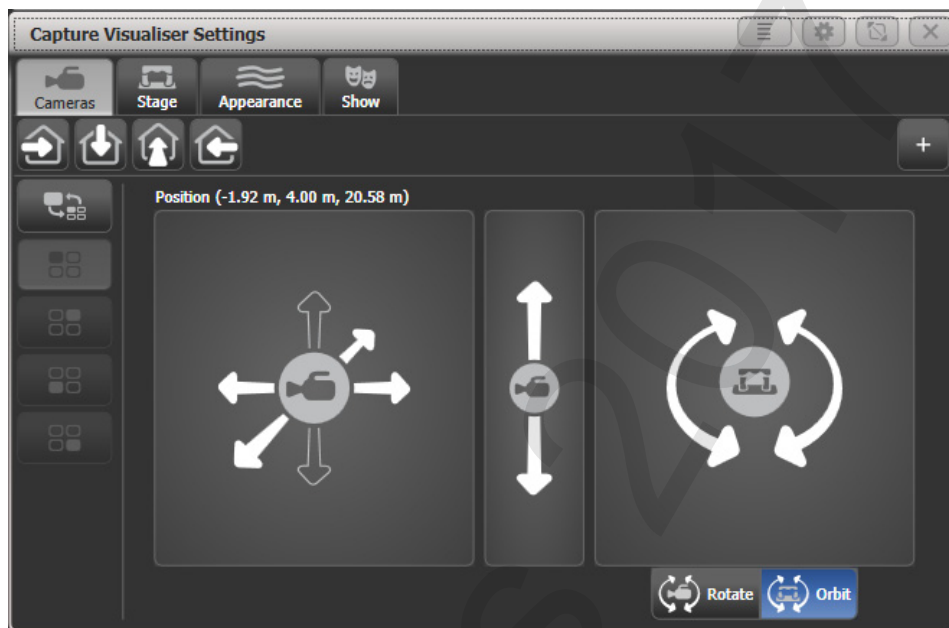 Capture Visualiser Settings
Cameras Stage Appearance Show
+
Position (-1.92 m, 4.00 m, 20.58 m)
Rotate Orbit